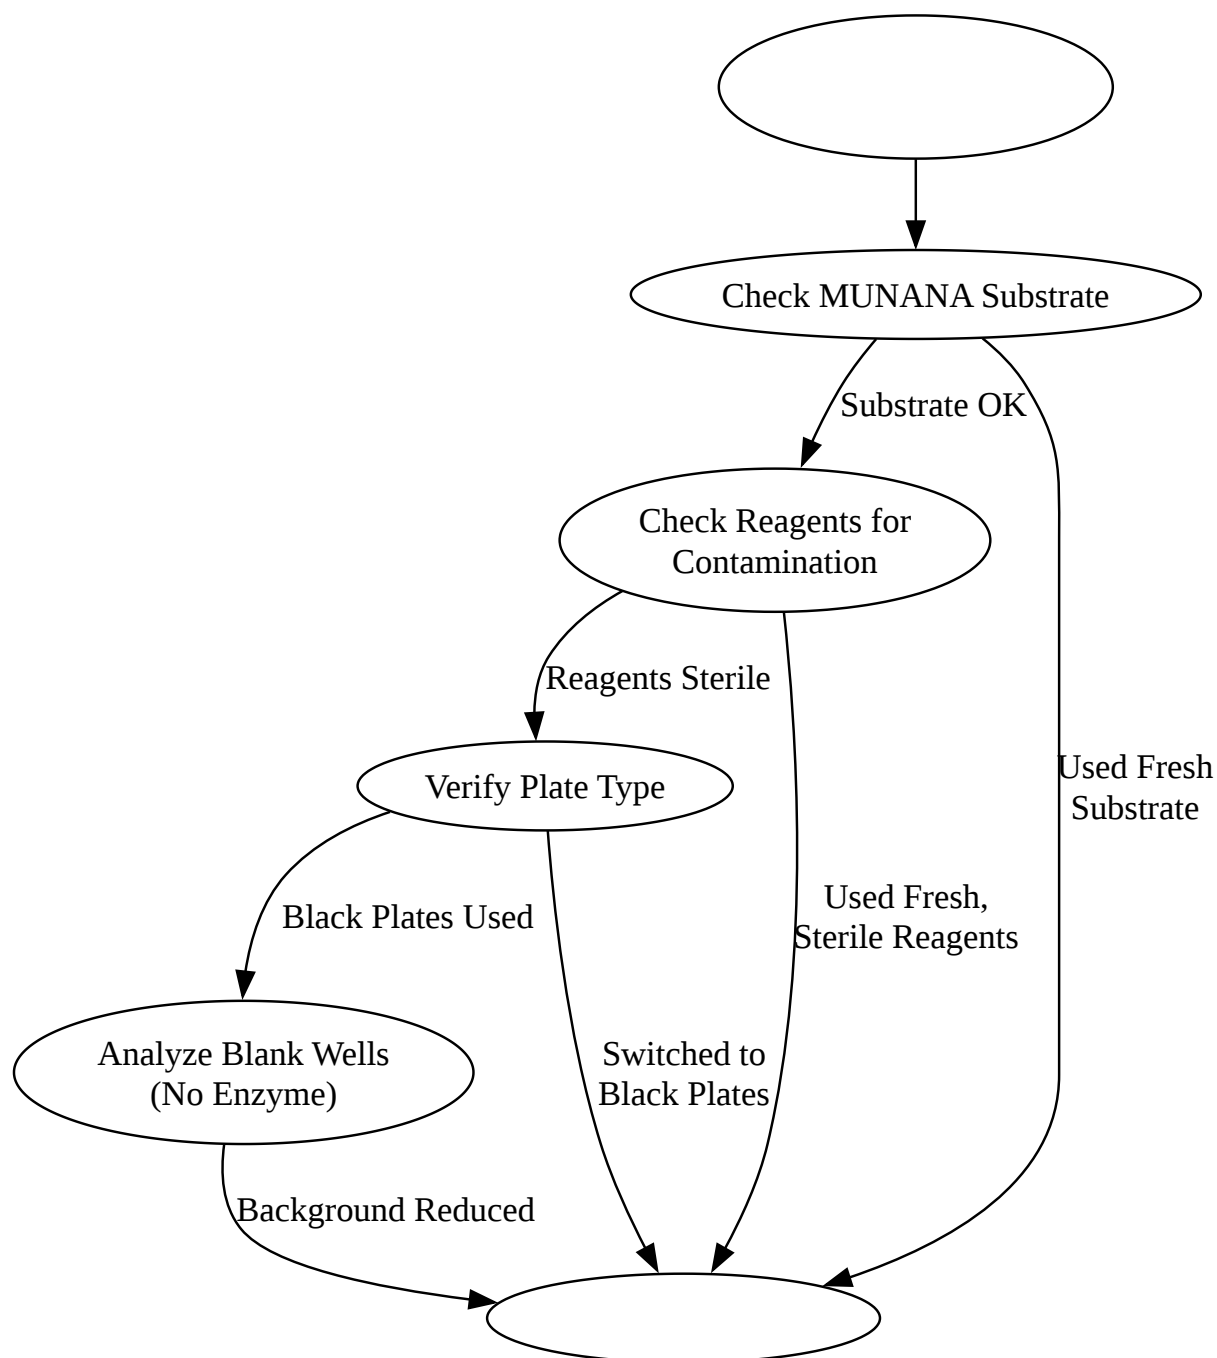 Check MUNANA Substrate
Substrate OK
Check Reagents for
Contamination
Reagents Sterile
Verify Plate Type
Used Fresh
Substrate
Used Fresh,
Sterile Reagents
Black Plates Used
Analyze Blank Wells
(No Enzyme)
Switched to
Black Plates
Background Reduced